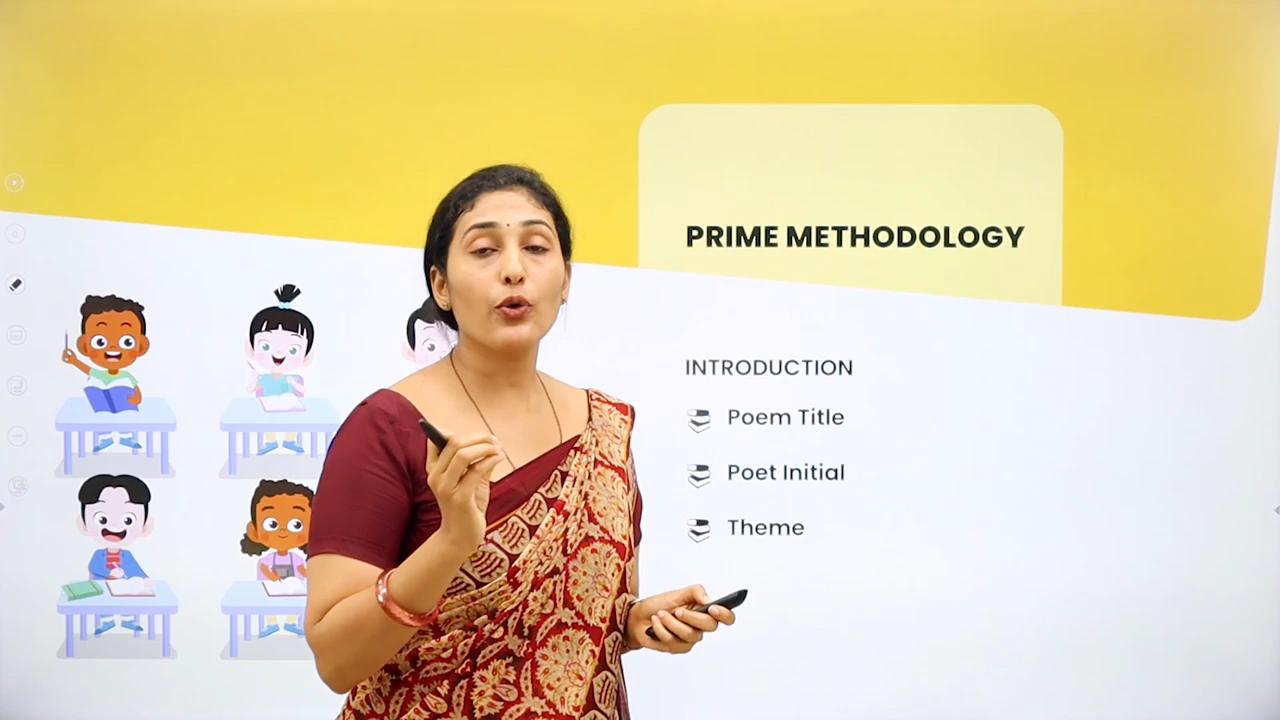 PRIME METHODOLOGY
INTRODUCTION
Poem Title
Poet Initial
Theme